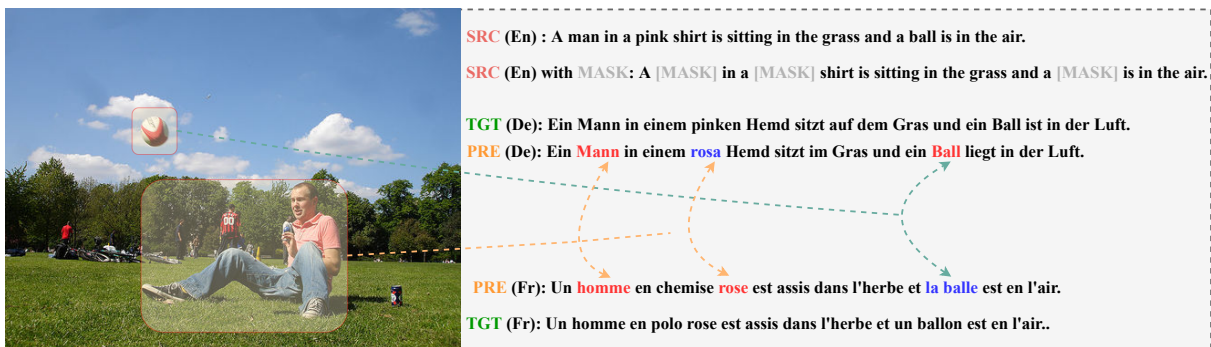 SRC (En) : A man in a pink shirt is sitting in the grass and a ball is in the air.
SRC (En) with MASK: A [MASK] in a [MASK] shirt is sitting in the grass and a [MASK] is in the air.
TGT (De): Ein Mann in einem pinken Hemd sitzt auf dem Gras und ein Ball ist in der Luft.
PRE (De): Ein Mann in einem rosa Hemd sitzt im Gras und ein Ball liegt in der Luft.
PRE (Fr): Un homme en chemise rose est assis dans l'herbe et la balle est en l'air.
TGT (Fr): Un homme en polo rose est assis dans l'herbe et un ballon est en l'air..
00